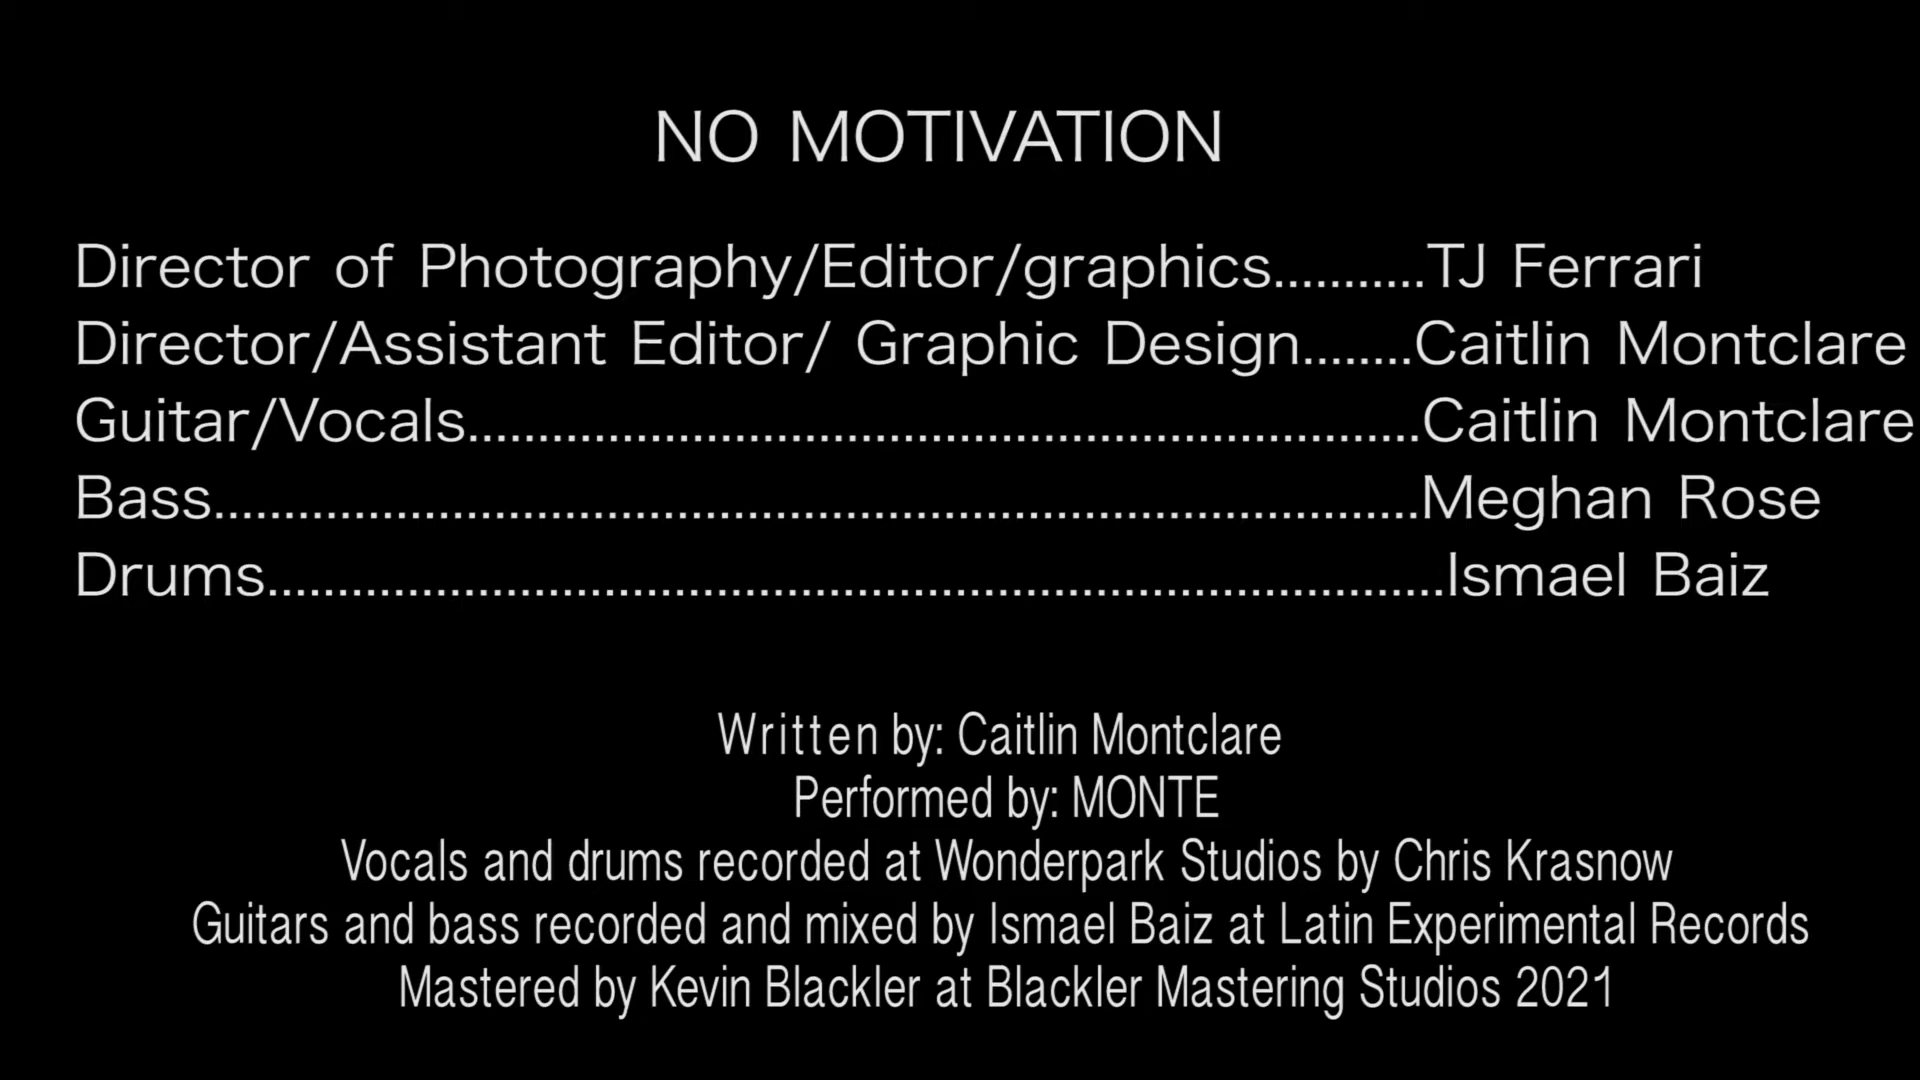 NO MOTIVATION
Director of Photography/Editor/graphics...........TJ Ferrari
Director/Assistant Editor/ Graphic Design........Caitlin Montclare
Guitar/Vocals....................................................................Caitlin Montclare
Bass......................................................................................Meghan Rose
Drums....................................................................................Ismael Baiz
Written by: Caitlin Montclare
Performed by: MONTE
Vocals and drums recorded at Wonderpark Studios by Chris Krasnow
Guitars and bass recorded and mixed by Ismael Baiz at Latin Experimental Records
Mastered by Kevin Blackler at Blackler Mastering Studios 2021